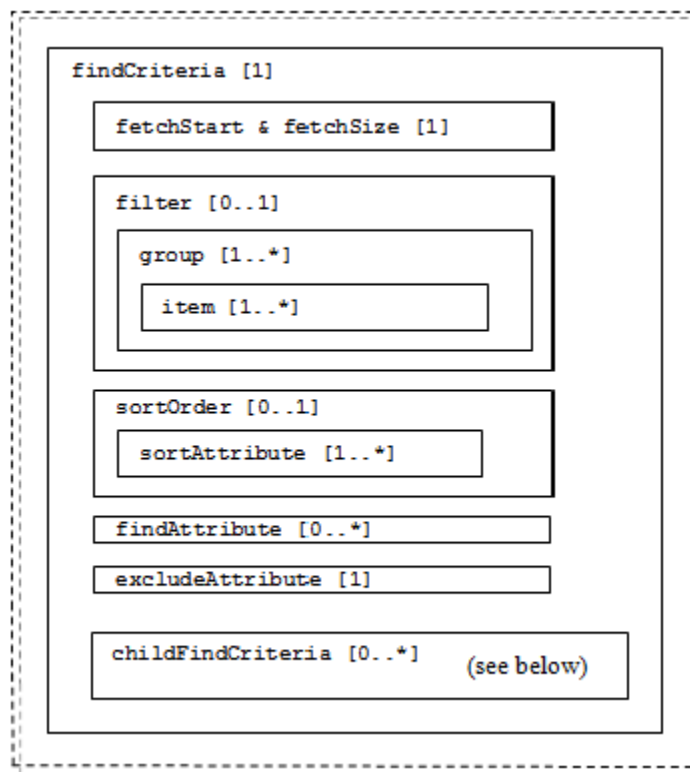 findCriteria [1]
fetchStart & fetchSize [1]
filter [0..1]
group [1..*]
item [1..*]
sortOrder [0..1]
sortAttribute [1..*]
findAttribute [0..*]
excludeAttribute [1]
childFindCriteria [0..*] (see below)